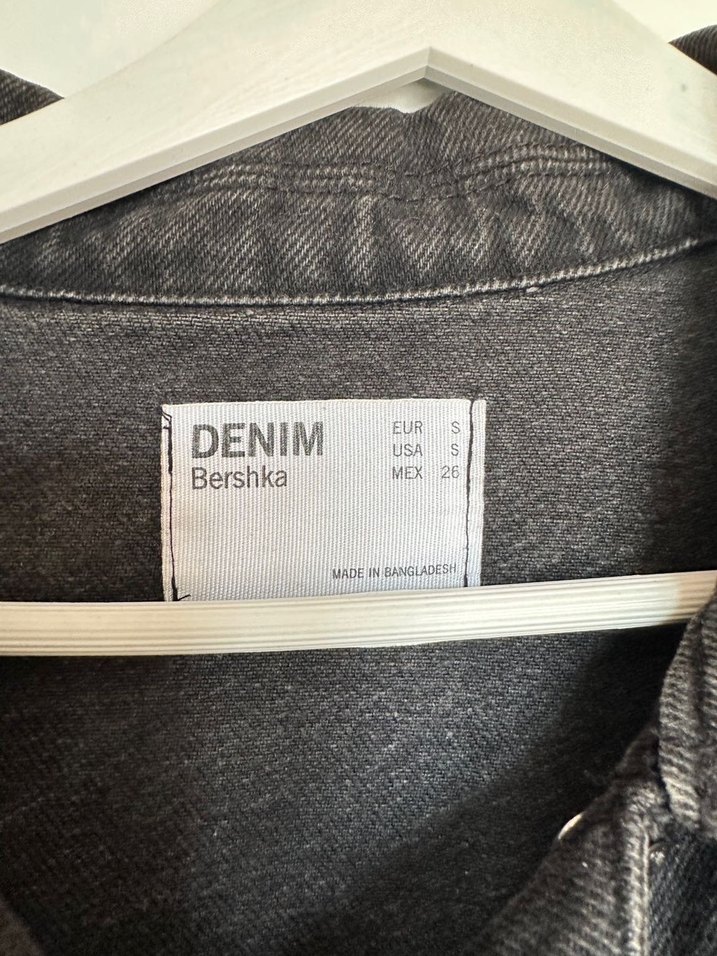 DENIM
Bershka
EUR S
USA S
MEX 26
MADE IN BANGLADESH